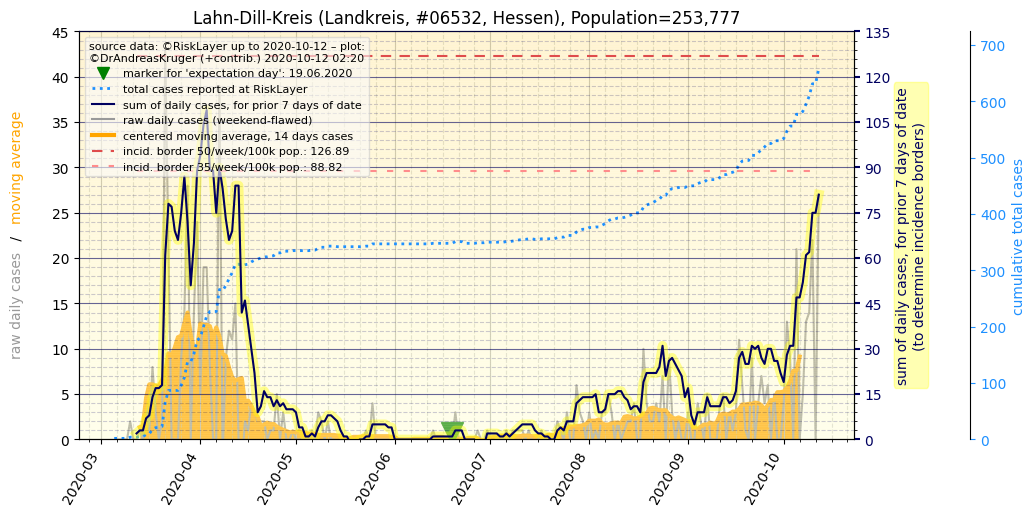 Lahn-Dill-Kreis (Landkreis, #06532, Hessen), Population=253,777
source data: ©RiskLayer up to 2020-10-12 – plot:
©DrAndreasKruger (+contrib.) 2020-10-12 02:20
marker for 'expectation day': 19.06.2020
total cases reported at RiskLayer
sum of daily cases, for prior 7 days of date
raw daily cases (weekend-flawed)
centered moving average, 14 days cases
incid. border 50/week/100k pop.: 126.89
incid. border 35/week/100k pop.: 88.82
raw daily cases / moving average
45
40
35
30
25
20
15
10
5
0
2020-03
2020-04
2020-05
2020-06
2020-07
2020-08
2020-09
2020-10
135
120
105
90
75
60
45
30
15
0
sum of daily cases, for prior 7 days of date
(to determine incidence borders)
700
600
500
400
300
200
100
0
cumulative total cases